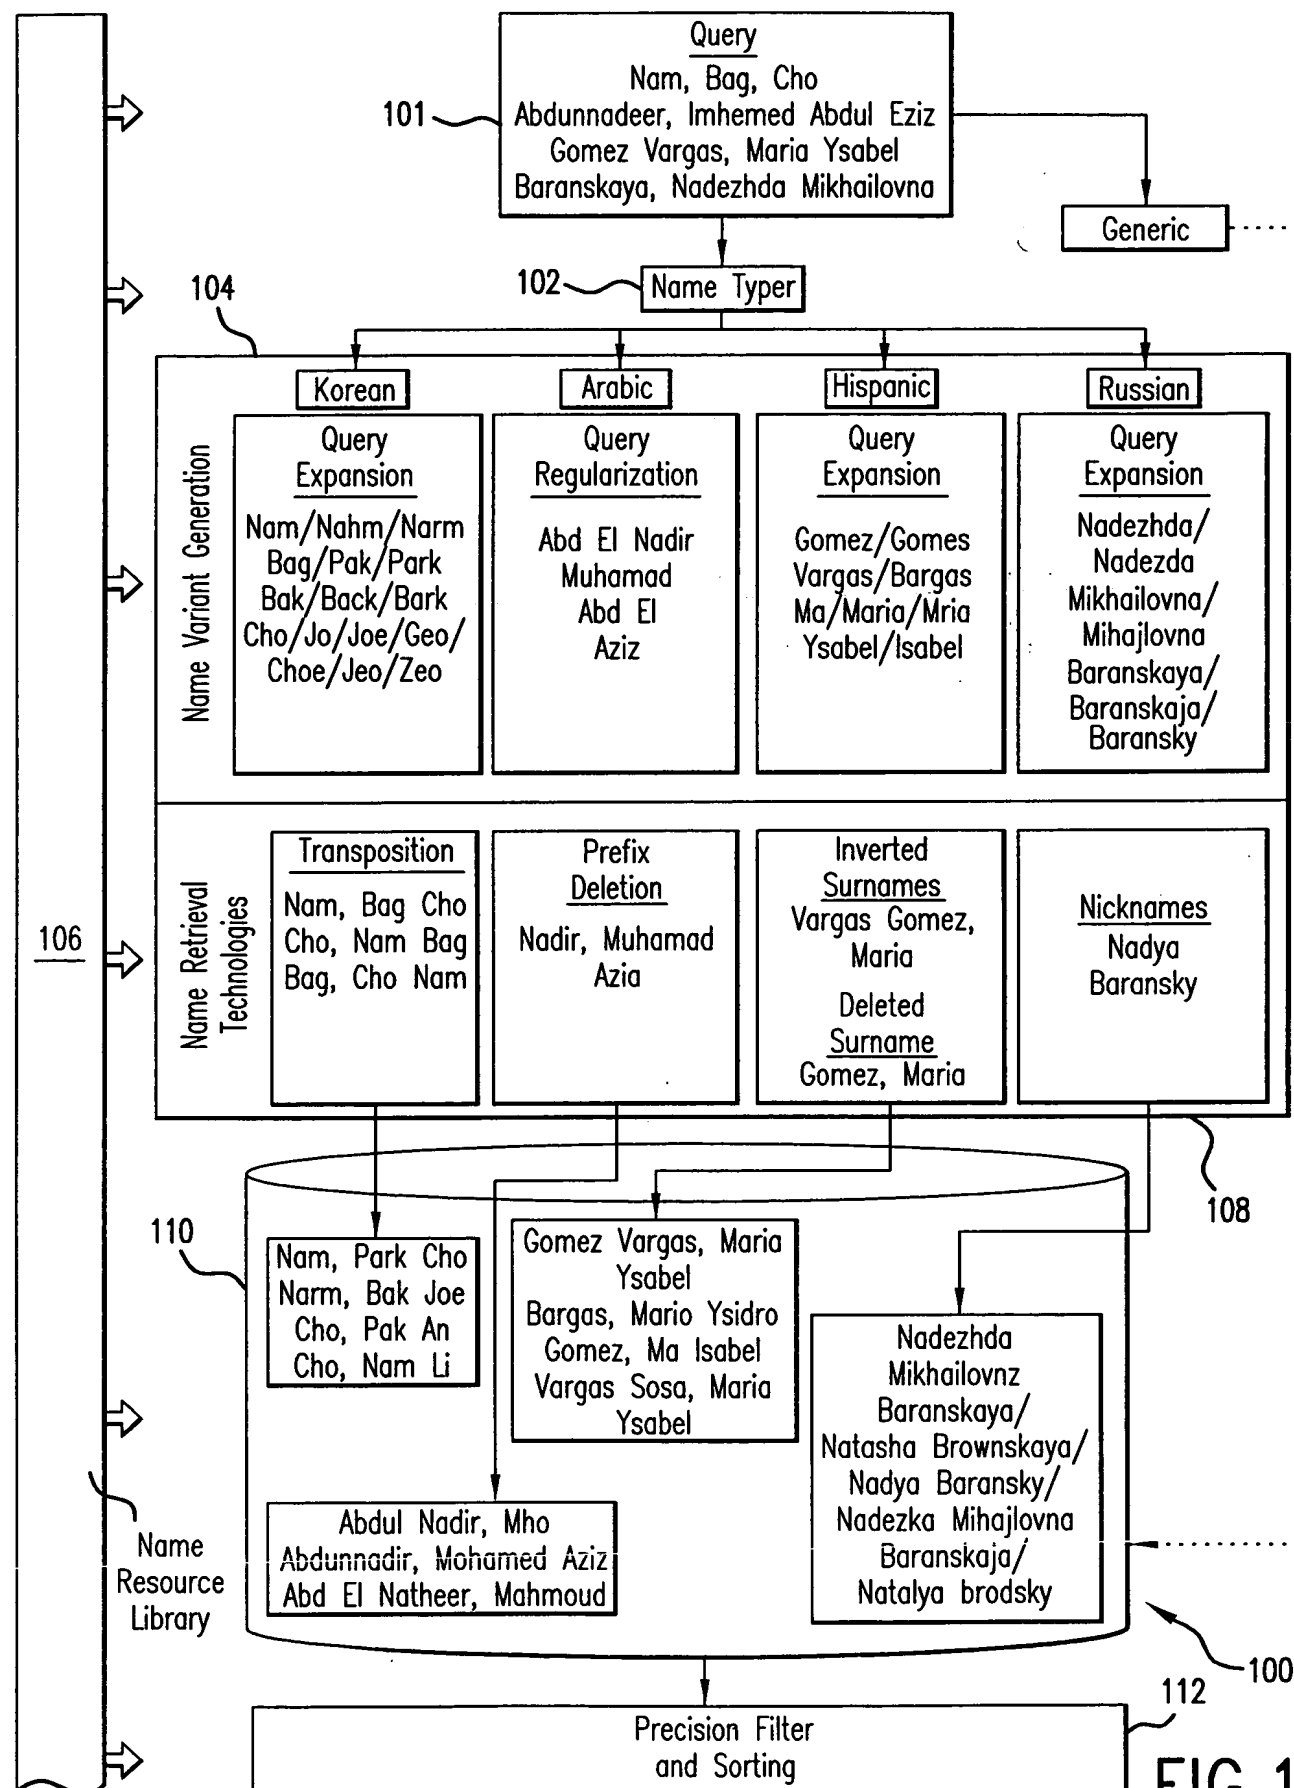 Query
Nam, Bag, Cho
Abdunnadeer, Imhemed Abdul Eziz
Gomez Vargas, Maria Ysabel
Baranskaya, Nadezhda Mikhailovna
101
Generic
102
Name Typer
104
Korean
Arabic
Hispanic
Russian
Name Variant Generation
Query
Expansion
Nam/Nahm/Narm
Bag/Pak/Park
Bak/Back/Bark
Cho/Jo/Joe/Geo/
Choe/Jeo/Zeo
Query
Regularization
Abd El Nadir
Muhamad
Abd El
Aziz
Query
Expansion
Gomez/Gomes
Vargas/Bargas
Ma/Maria/Mria
Ysabel/Isabel
Query
Expansion
Nadezhda/
Nadezda
Mikhailovna/
Mihajlovna
Baranskaya/
Baranskaja/
Baransky
106
Name Retrieval
Technologies
Transposition
Nam, Bag Cho
Cho, Nam Bag
Bag, Cho Nam
Prefix
Deletion
Nadir, Muhamad
Azia
Inverted
Surnames
Vargas Gomez,
Maria
Deleted
Surname
Gomez, Maria
Nicknames
Nadya
Baransky
108
110
Nam, Park Cho
Narm, Bak Joe
Cho, Pak An
Cho, Nam Li
Gomez Vargas, Maria
Ysabel
Bargas, Mario Ysidro
Gomez, Ma Isabel
Vargas Sosa, Maria
Ysabel
Nadezhda
Mikhailovnz
Baranskaya/
Natasha Brownskaya/
Nadya Baransky/
Nadezka Mihajlovna
Baranskaja/
Natalya brodsky
Abdul Nadir, Mho
Abdunnadir, Mohamed Aziz
Abd El Natheer, Mahmoud
Name
Resource
Library
100
112
Precision Filter
and Sorting
FIG. 1